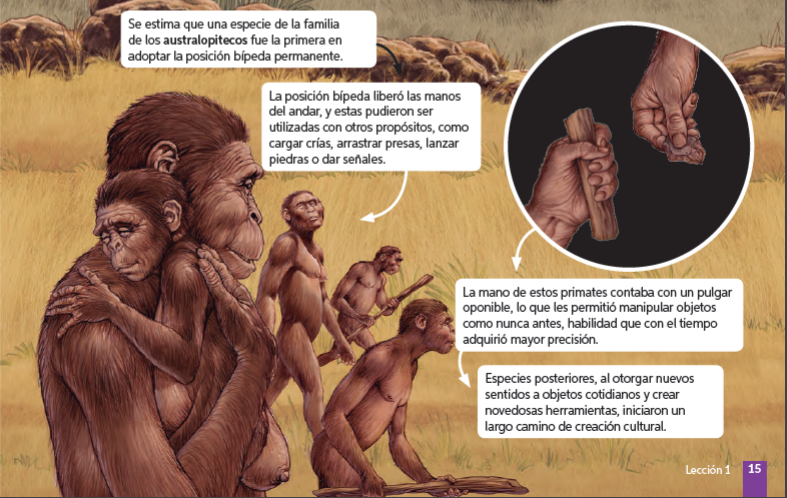 Se estima que una especie de la familia
de los australopitecos fue la primera en
adoptar la posición bípeda permanente.
La posición bípeda liberó las manos
del andar, y estas pudieron ser
utilizadas con otros propósitos, como
cargar crías, arrastrar presas, lanzar
piedras o dar señales.
La mano de estos primates contaba con un pulgar
oponible, lo que les permitió manipular objetos
como nunca antes, habilidad que con el tiempo
adquirió mayor precisión.
Especies posteriores, al otorgar nuevos
sentidos a objetos cotidianos y crear
novedosas herramientas, iniciaron un
largo camino de creación cultural.
Lección 1 15